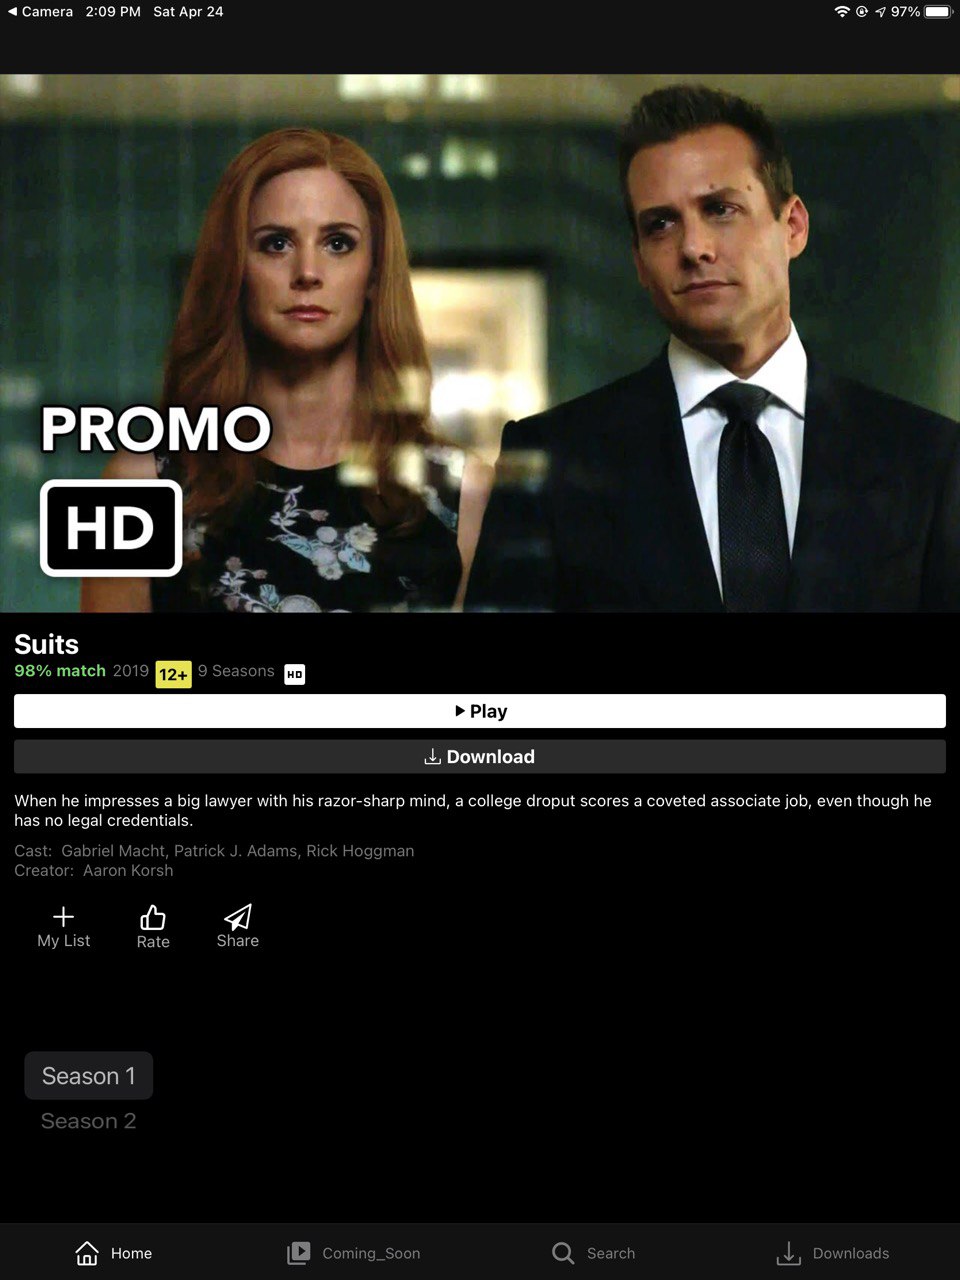 Camera 2:09 PM Sat Apr 24 97%
PROMO
HD
Suits
98% match 2019 12+ 9 Seasons HD
Play
Download
When he impresses a big lawyer with his razor-sharp mind, a college droput scores a coveted associate job, even though he
has no legal credentials.
Cast: Gabriel Macht, Patrick J. Adams, Rick Hoggman
Creator: Aaron Korsh
My List Rate Share
Season 1
Season 2
Home Coming_Soon Search Downloads